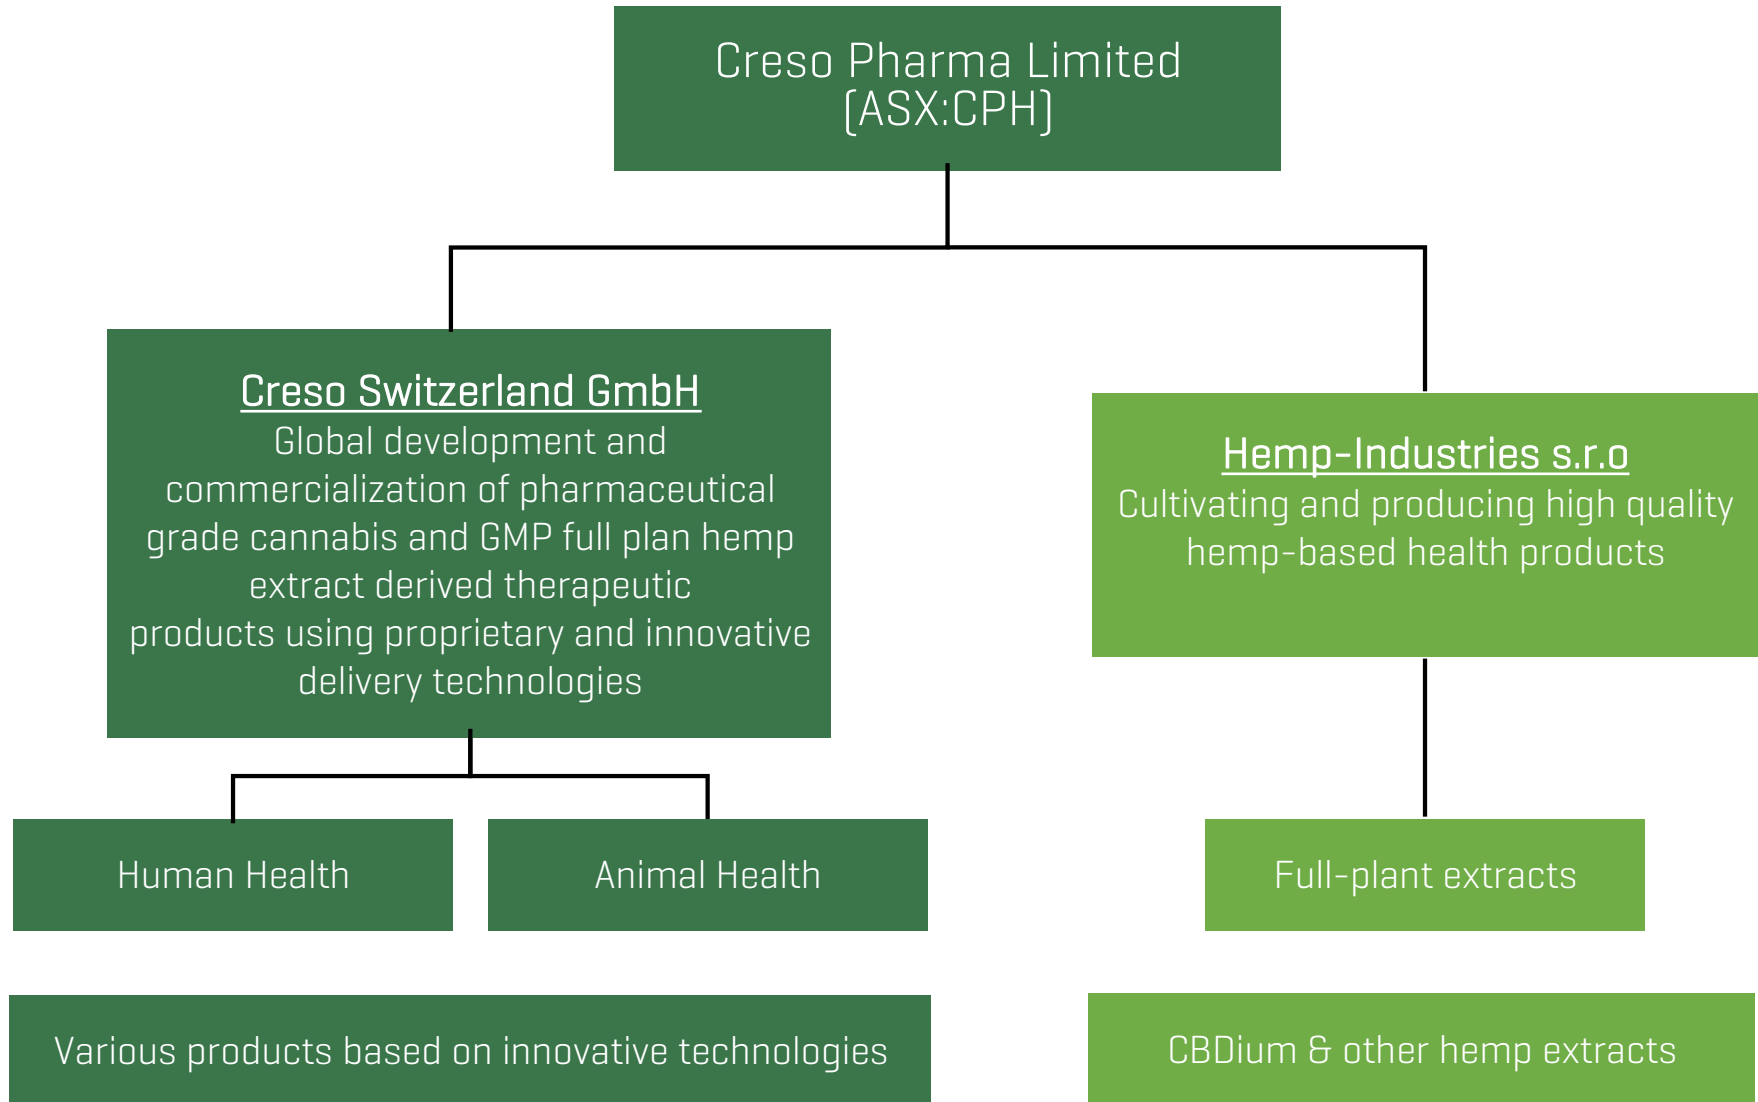 Creso Pharma Limited
(ASX:CPH)
Creso Switzerland GmbH
Global development and
commercialization of pharmaceutical
grade cannabis and GMP full plan hemp
extract derived therapeutic
products using proprietary and innovative
delivery technologies
Hemp-Industries s.r.o
Cultivating and producing high quality
hemp-based health products
Human Health
Animal Health
Full-plant extracts
Various products based on innovative technologies
CBDium & other hemp extracts